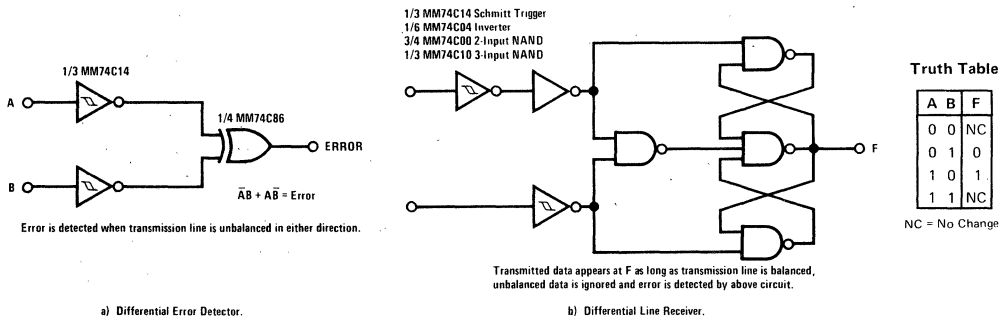 1/3 MM74C14
A
1/4 MM74C86
ERROR
B
A̅B + AB̅ = Error
Error is detected when transmission line is unbalanced in either direction.
a) Differential Error Detector.
1/3 MM74C14 Schmitt Trigger
1/6 MM74C04 Inverter
3/4 MM74C00 2-Input NAND
1/3 MM74C10 3-Input NAND
F
Transmitted data appears at F as long as transmission line is balanced,
unbalanced data is ignored and error is detected by above circuit.
b) Differential Line Receiver.
Truth Table
A B F
0 0 NC
0 1 0
1 0 1
1 1 NC
NC = No Change